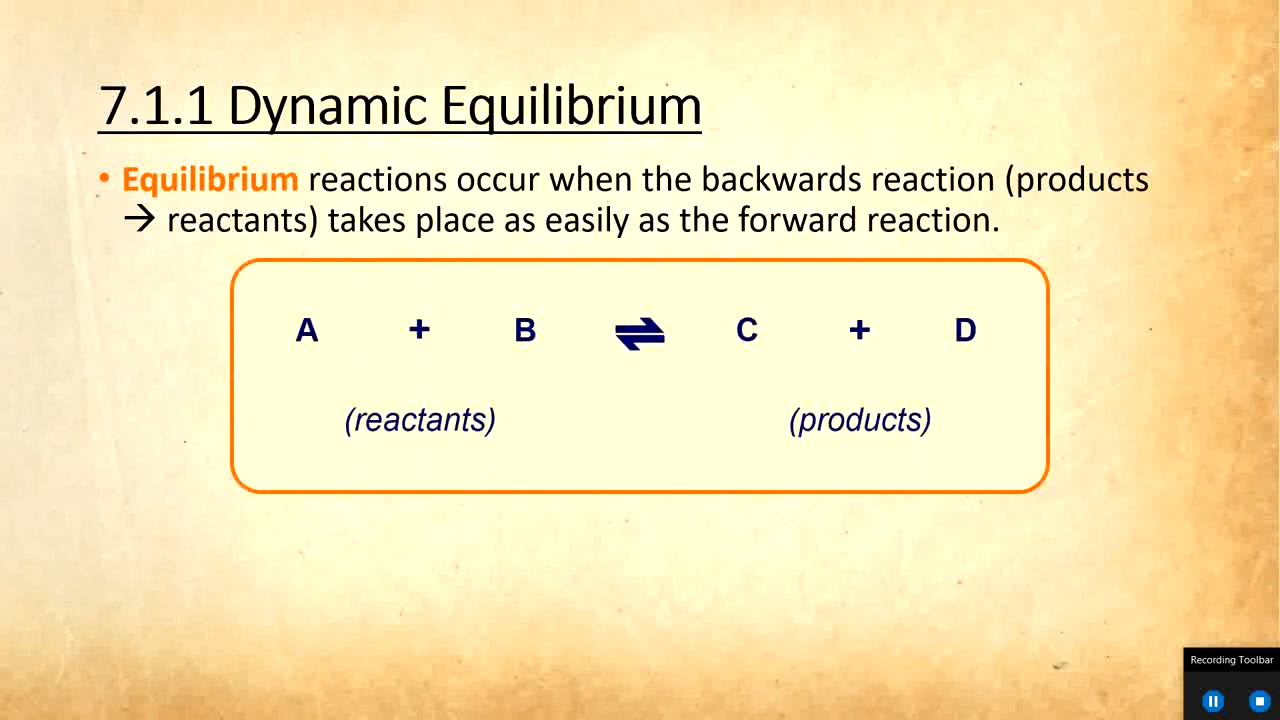 7.1.1 Dynamic Equilibrium
• Equilibrium reactions occur when the backwards reaction (products
→ reactants) takes place as easily as the forward reaction.
A + B ⇌ C + D
(reactants) (products)
Recording Toolbar